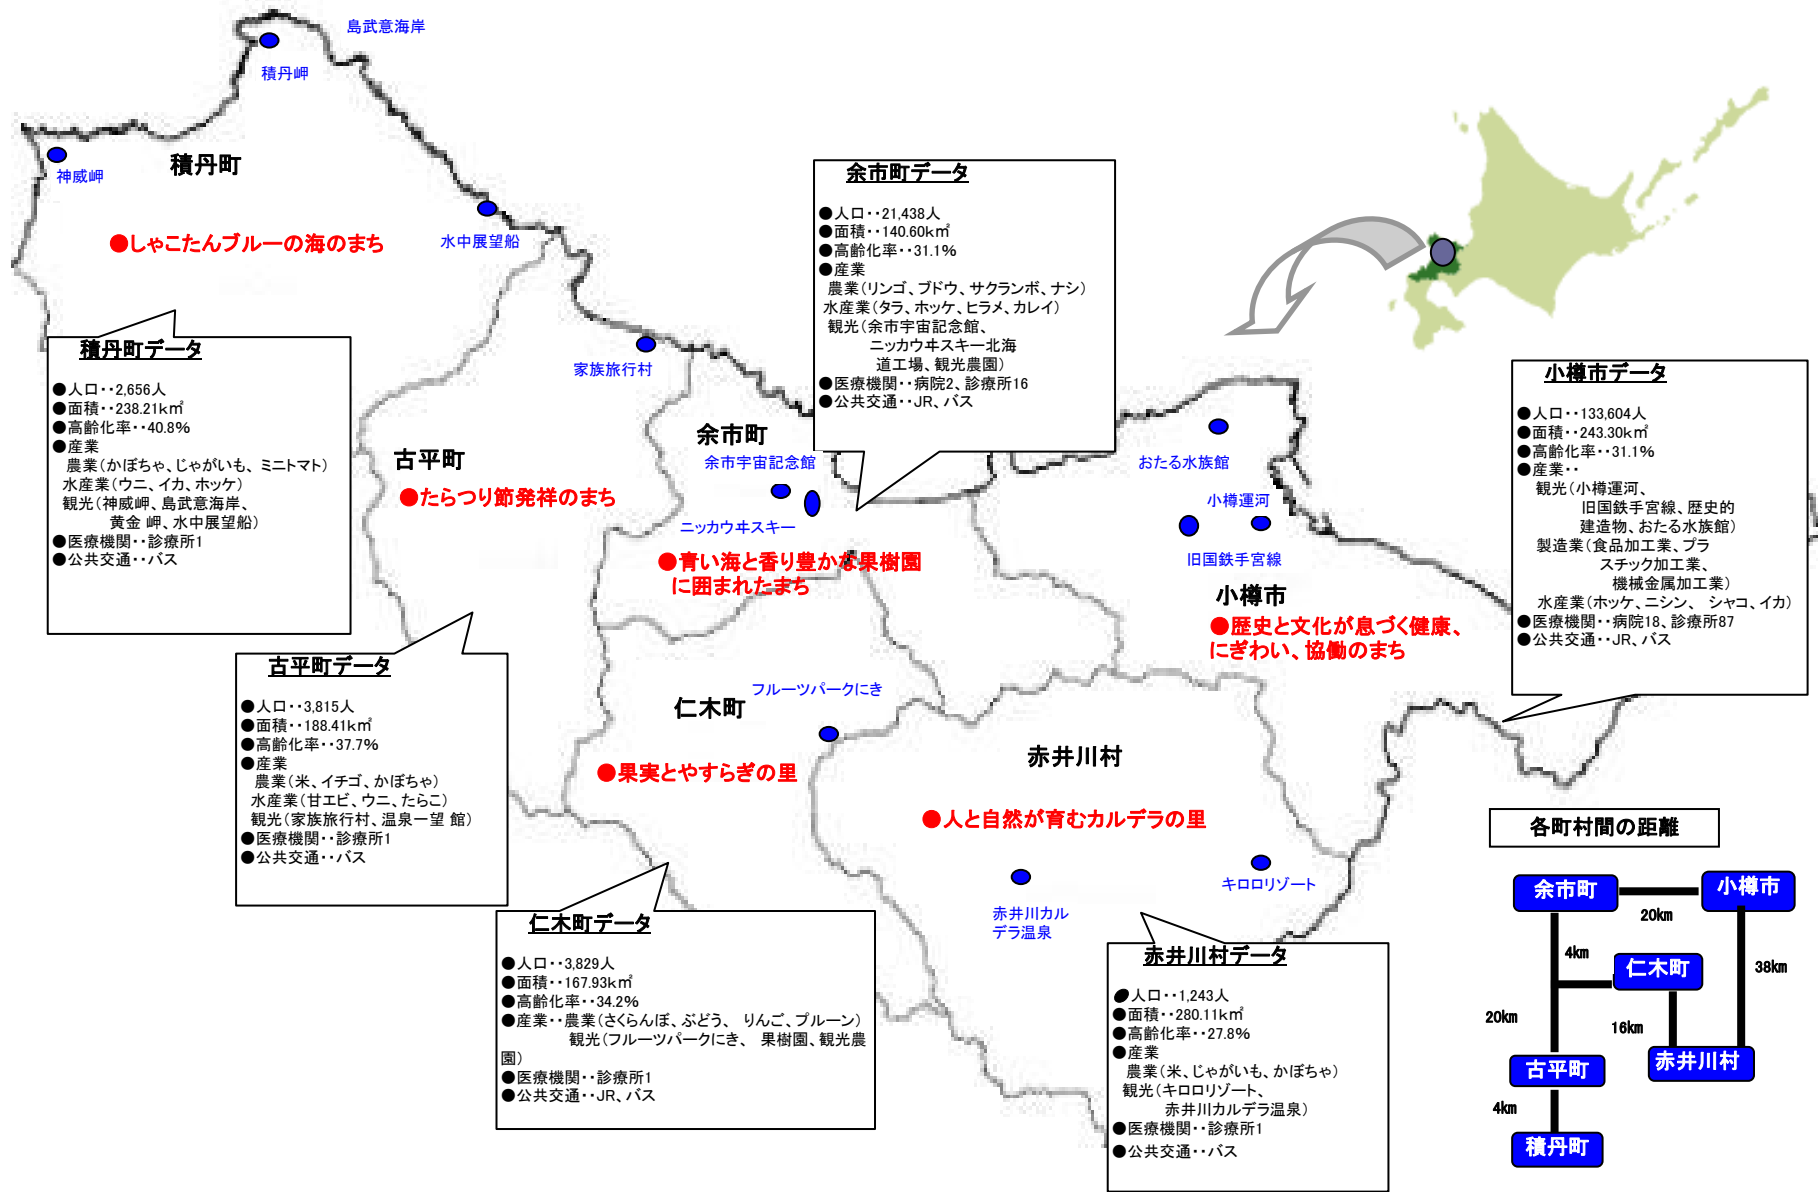 島武意海岸
積丹岬
神威岬
積丹町
●しゃこたんブルーの海のまち
水中展望船
積丹町データ
●人口・・2,656人
●面積・・238.21k㎡
●高齢化率・・40.8%
●産業
農業(かぼちゃ、じゃがいも、ミニトマト)
水産業(ウニ、イカ、ホッケ)
観光(神威岬、島武意海岸、
黄金 岬、水中展望船)
●医療機関・・診療所1
●公共交通・・バス
家族旅行村
古平町
●たらつり節発祥のまち
古平町データ
●人口・・3,815人
●面積・・188.41k㎡
●高齢化率・・37.7%
●産業
農業(米、イチゴ、かぼちゃ)
水産業(甘エビ、ウニ、たらこ)
観光(家族旅行村、温泉一望 館)
●医療機関・・診療所1
●公共交通・・バス
余市町データ
●人口・・21,438人
●面積・・140.60k㎡
●高齢化率・・31.1%
●産業
農業(リンゴ、ブドウ、サクランボ、ナシ)
水産業(タラ、ホッケ、ヒラメ、カレイ)
観光(余市宇宙記念館、
ニッカウヰスキー北海
道工場、観光農園)
●医療機関・・病院2、診療所16
●公共交通・・JR、バス
余市町
余市宇宙記念館
ニッカウヰスキー
●青い海と香り豊かな果樹園
に囲まれたまち
仁木町
フルーツパークにき
●果実とやすらぎの里
仁木町データ
●人口・・3,829人
●面積・・167.93k㎡
●高齢化率・・34.2%
●産業・・農業(さくらんぼ、ぶどう、 りんご、プルーン)
観光(フルーツパークにき、 果樹園、観光農
園)
●医療機関・・診療所1
●公共交通・・JR、バス
おたる水族館
小樽運河
旧国鉄手宮線
小樽市
●歴史と文化が息づく健康、
にぎわい、協働のまち
小樽市データ
●人口・・133,604人
●面積・・243.30k㎡
●高齢化率・・31.1%
●産業・・
観光(小樽運河、
旧国鉄手宮線、歴史的
建造物、おたる水族館)
製造業(食品加工業、プラ
スチック加工業、
機械金属加工業)
水産業(ホッケ、ニシン、 シャコ、イカ)
●医療機関・・病院18、診療所87
●公共交通・・JR、バス
赤井川村
●人と自然が育むカルデラの里
赤井川カル
デラ温泉
キロロリゾート
赤井川村データ
●人口・・1,243人
●面積・・280.11k㎡
●高齢化率・・27.8%
●産業
農業(米、じゃがいも、かぼちゃ)
観光(キロロリゾート、
赤井川カルデラ温泉)
●医療機関・・診療所1
●公共交通・・バス
各町村間の距離
余市町
小樽市
20km
4km
仁木町
38km
20km
16km
古平町
赤井川村
4km
積丹町